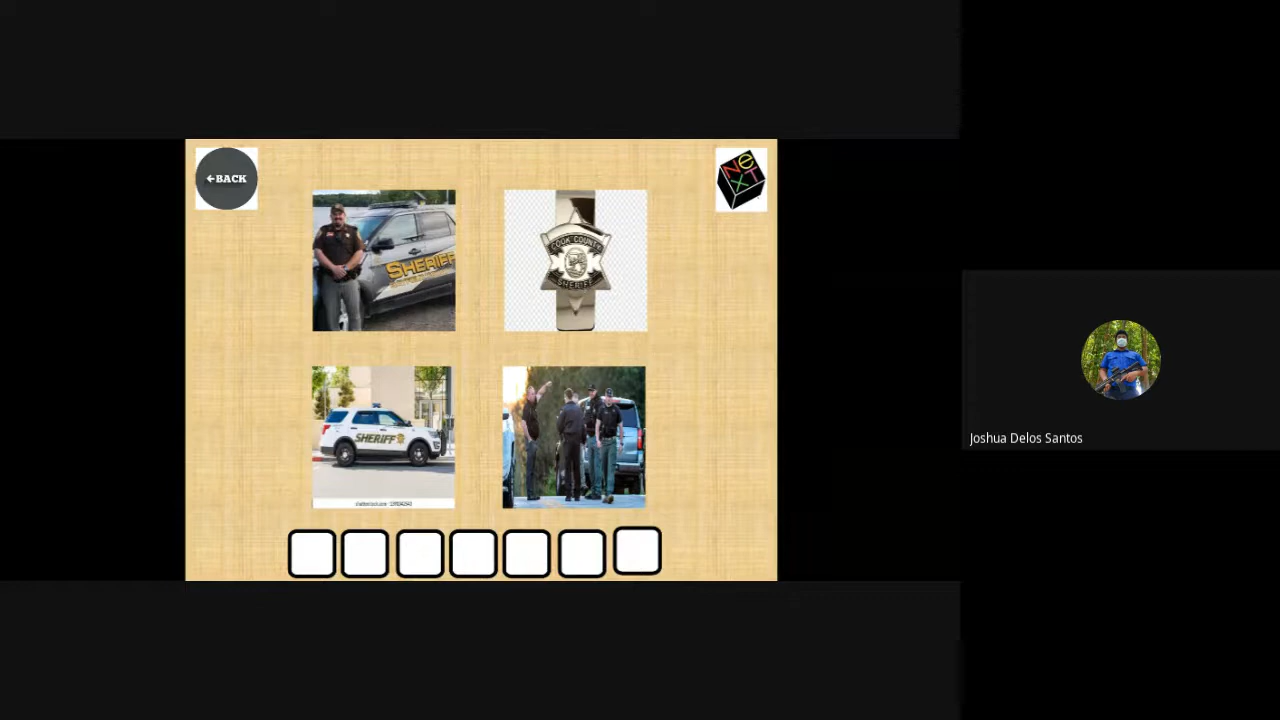 ←BACK
NeXT
SHERIFF
COOK COUNTY
SHERIFF
SHERIFF
Joshua Delos Santos